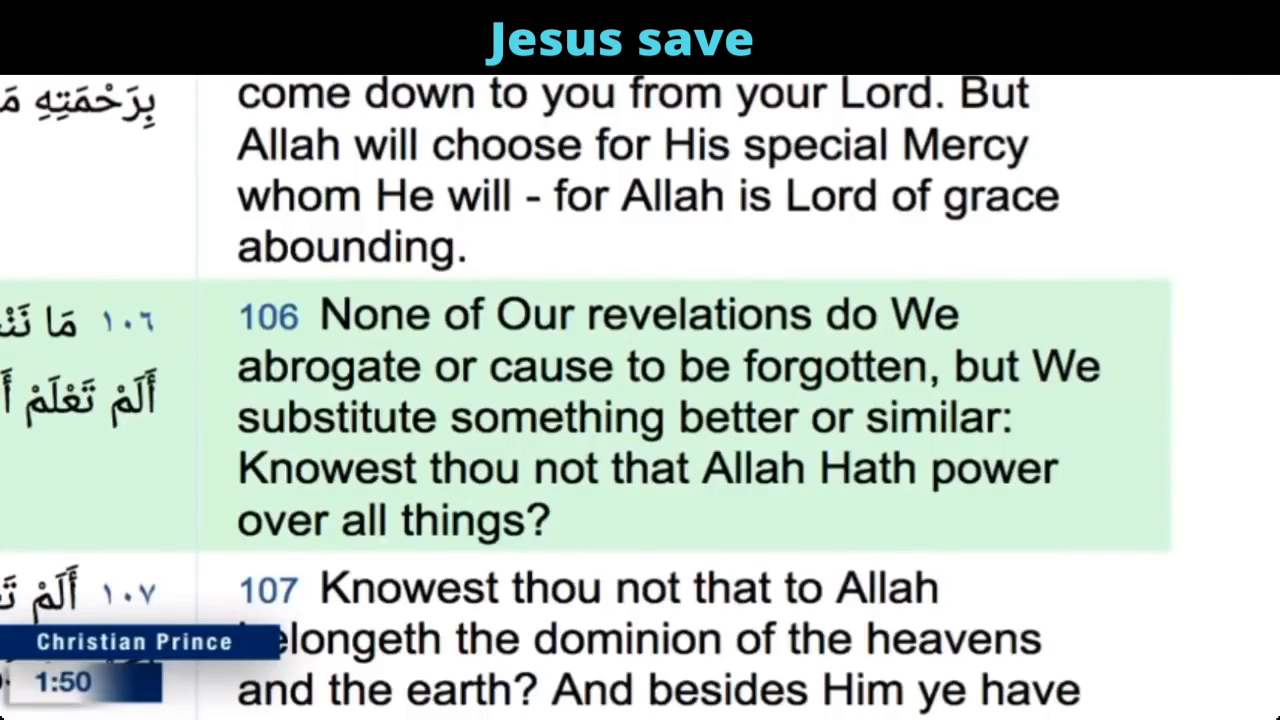 Jesus save
come down to you from your Lord. But
Allah will choose for His special Mercy
whom He will - for Allah is Lord of grace
abounding.
بِرَحْمَتِهِ
106 None of Our revelations do We
abrogate or cause to be forgotten, but We
substitute something better or similar:
Knowest thou not that Allah Hath power
over all things?
١٠٦ مَا
أَلَمْ تَعْلَمْ
107 Knowest thou not that to Allah
belongeth the dominion of the heavens
and the earth? And besides Him ye have
١٠٧ أَلَمْ
Christian Prince
1:50